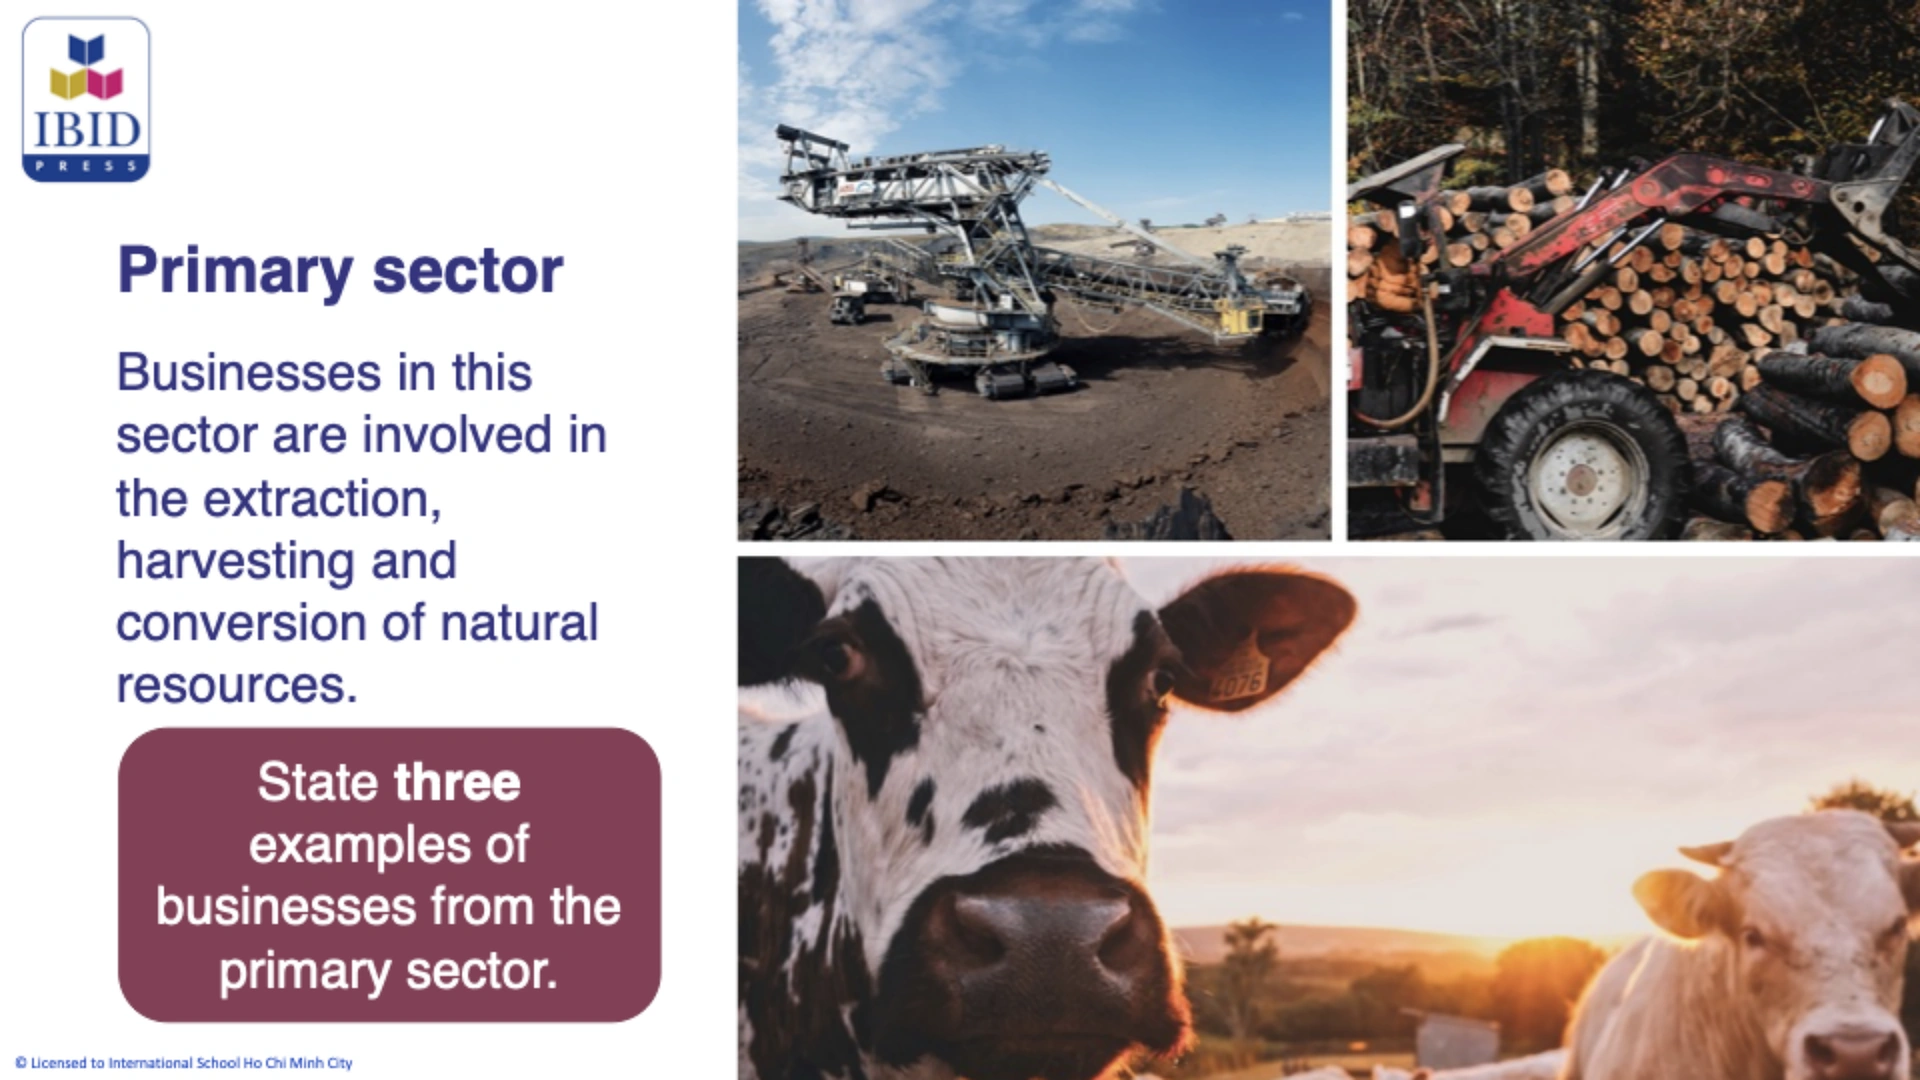 IBID
PRESS
Primary sector
Businesses in this
sector are involved in
the extraction,
harvesting and
conversion of natural
resources.
State three
examples of
businesses from the
primary sector.
4076
© Licensed to International School Ho Chi Minh City